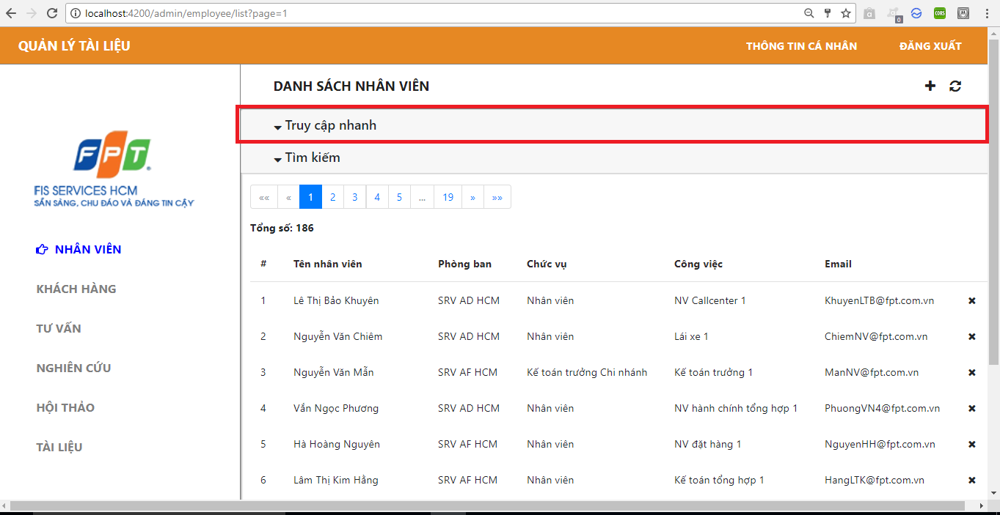 localhost:4200/admin/employee/list?page=1
0
CORS
QUẢN LÝ TÀI LIỆU
THÔNG TIN CÁ NHÂN
ĐĂNG XUẤT
FPT
FIS SERVICES HCM
SẴN SÀNG, CHU ĐÁO VÀ ĐÁNG TIN CẬY
NHÂN VIÊN
KHÁCH HÀNG
TƯ VẤN
NGHIÊN CỨU
HỘI THẢO
TÀI LIỆU
DANH SÁCH NHÂN VIÊN
Truy cập nhanh
Tìm kiếm
«« « 1 2 3 4 5 ... 19 » »»
Tổng số: 186
# Tên nhân viên Phòng ban Chức vụ Công việc Email
1 Lê Thị Bảo Khuyên SRV AD HCM Nhân viên NV Callcenter 1 KhuyenLTB@fpt.com.vn
2 Nguyễn Văn Chiêm SRV AD HCM Nhân viên Lái xe 1 ChiemNV@fpt.com.vn
3 Nguyễn Văn Mẫn SRV AF HCM Kế toán trưởng Chi nhánh Kế toán trưởng 1 ManNV@fpt.com.vn
4 Vần Ngọc Phương SRV AD HCM Nhân viên NV hành chính tổng hợp 1 PhuongVN4@fpt.com.vn
5 Hà Hoàng Nguyên SRV AF HCM Nhân viên NV đặt hàng 1 NguyenHH@fpt.com.vn
6 Lâm Thị Kim Hằng SRV AF HCM Nhân viên Kế toán tổng hợp 1 HangLTK@fpt.com.vn